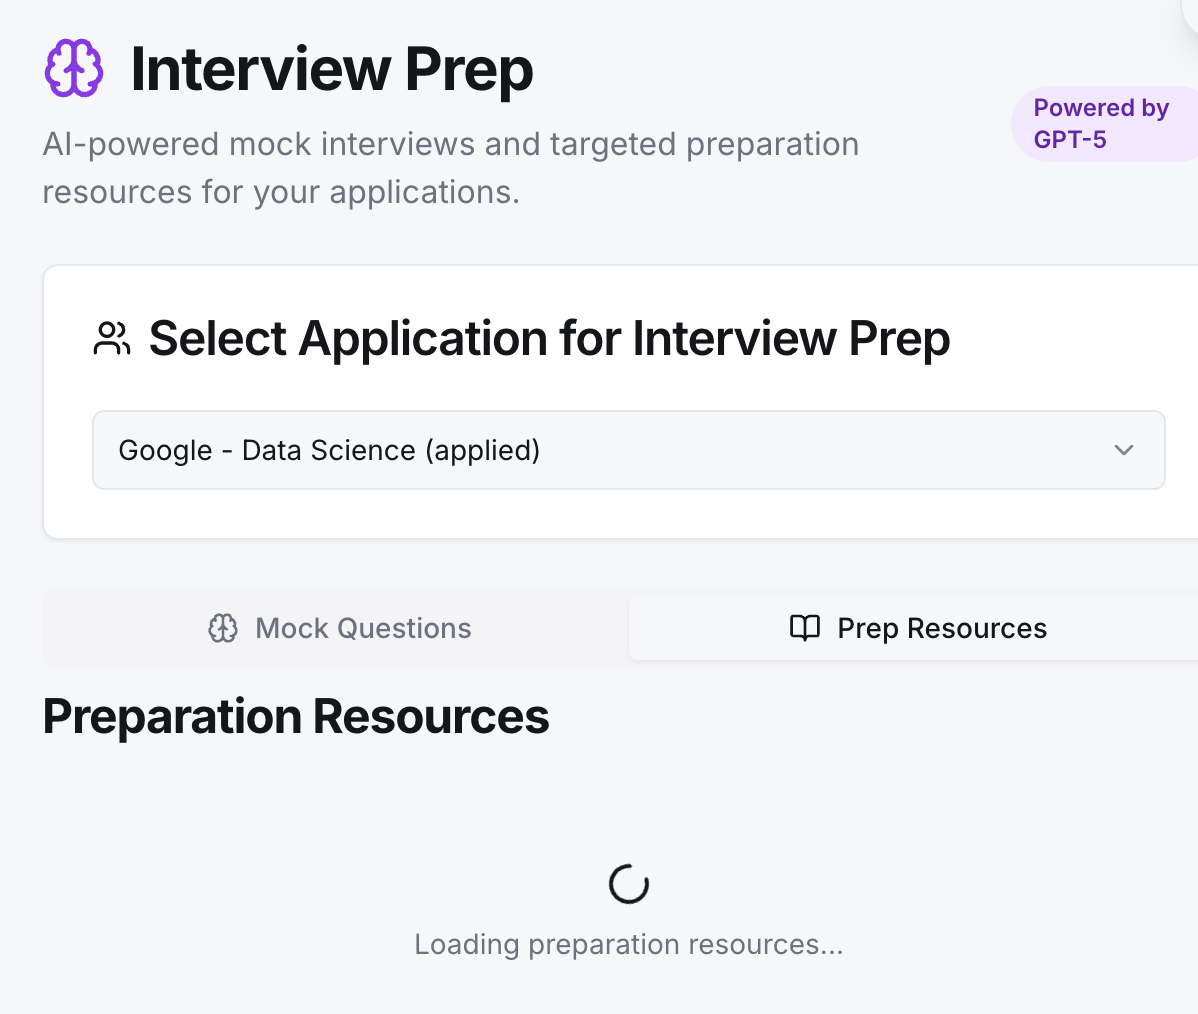 Interview Prep
AI-powered mock interviews and targeted preparation
resources for your applications.
Powered by
GPT-5
Select Application for Interview Prep
Google - Data Science (applied)
Mock Questions
Prep Resources
Preparation Resources
Loading preparation resources...